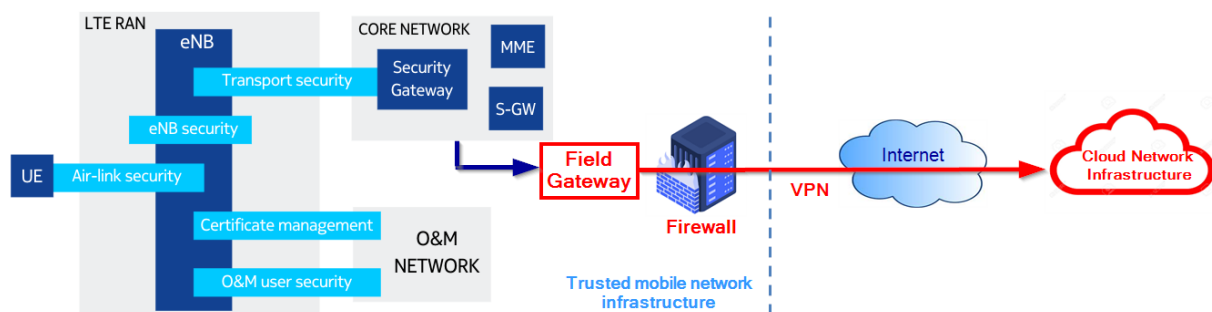 LTE RAN
eNB
Transport security
eNB security
UE
Air-link security
Certificate management
O&M user security
CORE NETWORK
Security
Gateway
MME
S-GW
O&M
NETWORK
Field
Gateway
Firewall
Trusted mobile network
infrastructure
VPN
Internet
Cloud Network
Infrastructure